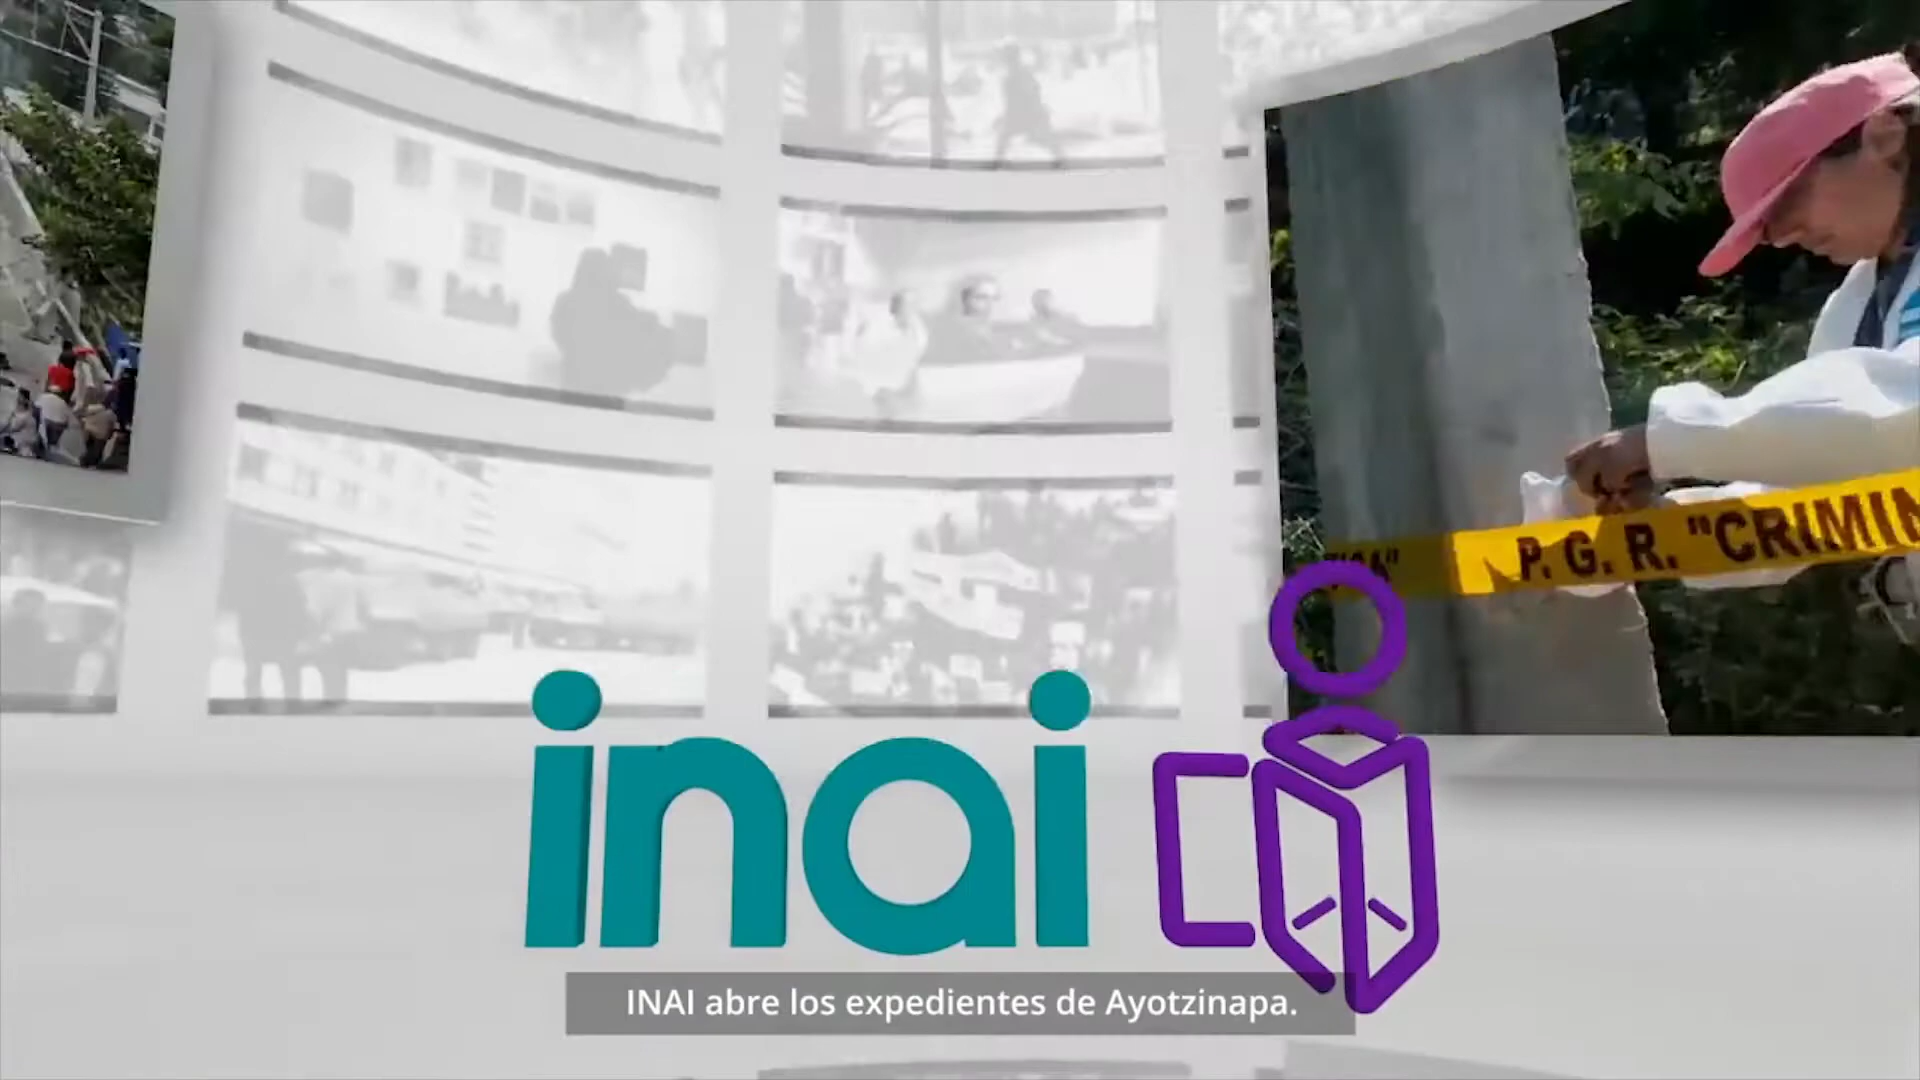 P. G. R. "CRIMIN
inai
INAI abre los expedientes de Ayotzinapa.